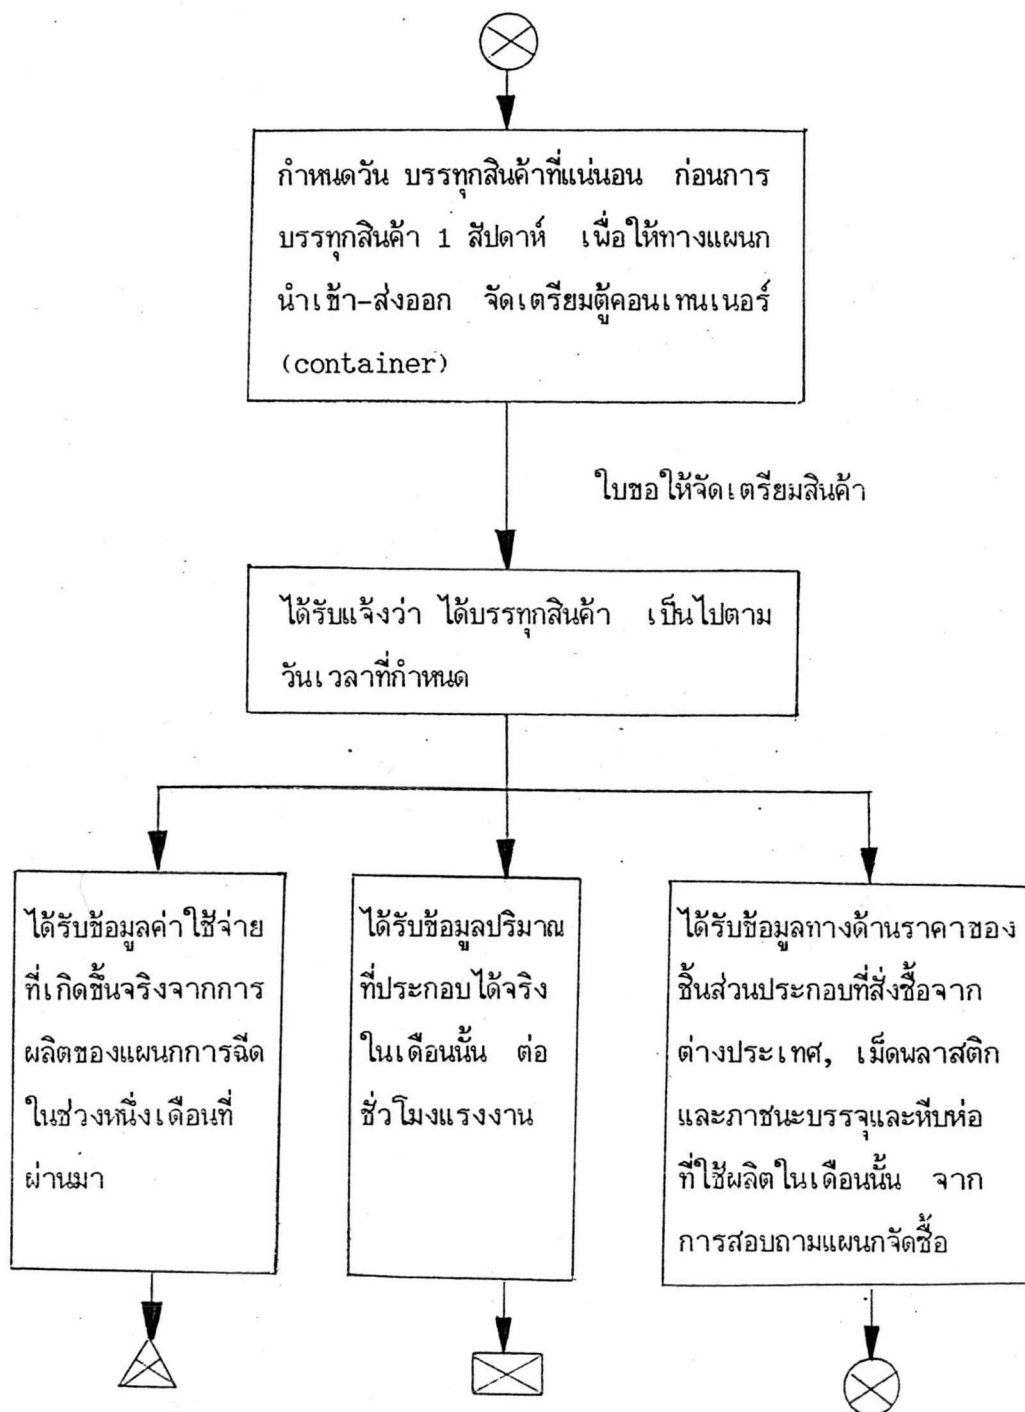 กำหนดวัน บรรทุกสินค้าที่แน่นอน ก่อนการ
บรรทุกสินค้า 1 สัปดาห์ เพื่อให้ทางแผนก
นำเข้า-ส่งออก จัดเตรียมตู้คอนเทนเนอร์
(container)
ใบขอให้จัดเตรียมสินค้า
ได้รับแจ้งว่า ได้บรรทุกสินค้า เป็นไปตาม
วันเวลาที่กำหนด
ได้รับข้อมูลค่าใช้จ่าย
ที่เกิดขึ้นจริงจากการ
ผลิตของแผนกการฉีด
ในช่วงหนึ่งเดือนที่
ผ่านมา
ได้รับข้อมูลปริมาณ
ที่ประกอบได้จริง
ในเดือนนั้น ต่อ
ชั่วโมงแรงงาน
ได้รับข้อมูลทางด้านราคาของ
ชิ้นส่วนประกอบที่สั่งซื้อจาก
ต่างประเทศ, เม็ดพลาสติก
และภาชนะบรรจุและหีบห่อ
ที่ใช้ผลิตในเดือนนั้น จาก
การสอบถามแผนกจัดซื้อ